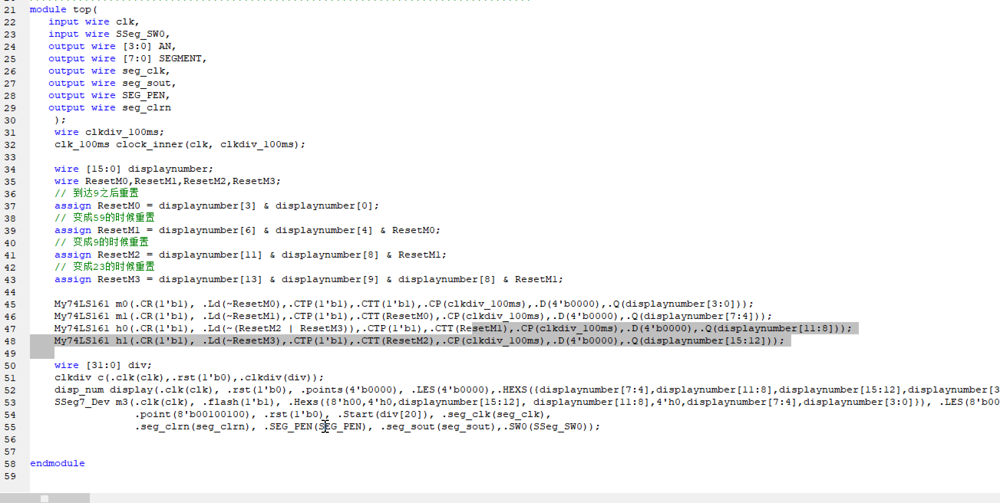 21 module top(
22 input wire clk,
23 input wire SSeg_SW0,
24 output wire [3:0] AN,
25 output wire [7:0] SEGMENT,
26 output wire seg_clk,
27 output wire seg_sout,
28 output wire SEG_PEN,
29 output wire seg_clrn
30 );
31 wire clkdiv_100ms;
32 clk_100ms clock_inner(clk, clkdiv_100ms);
33
34 wire [15:0] displaynumber;
35 wire ResetM0,ResetM1,ResetM2,ResetM3;
36 // 到达9之后重置
37 assign ResetM0 = displaynumber[3] & displaynumber[0];
38 // 变成59的时候重置
39 assign ResetM1 = displaynumber[6] & displaynumber[4] & ResetM0;
40 // 变成9的时候重置
41 assign ResetM2 = displaynumber[11] & displaynumber[8] & ResetM1;
42 // 变成23的时候重置
43 assign ResetM3 = displaynumber[13] & displaynumber[9] & displaynumber[8] & ResetM1;
44
45 My74LS161 m0(.CR(1'b1), .Ld(~ResetM0),.CTP(1'b1),.CTT(1'b1),.CP(clkdiv_100ms),.D(4'b0000),.Q(displaynumber[3:0]));
46 My74LS161 m1(.CR(1'b1), .Ld(~ResetM1),.CTP(1'b1),.CTT(ResetM0),.CP(clkdiv_100ms),.D(4'b0000),.Q(displaynumber[7:4]));
47 My74LS161 h0(.CR(1'b1), .Ld(~(ResetM2 | ResetM3)),.CTP(1'b1),.CTT(ResetM1),.CP(clkdiv_100ms),.D(4'b0000),.Q(displaynumber[11:8]));
48 My74LS161 h1(.CR(1'b1), .Ld(~ResetM3),.CTP(1'b1),.CTT(ResetM2),.CP(clkdiv_100ms),.D(4'b0000),.Q(displaynumber[15:12]));
49
50 wire [31:0] div;
51 clkdiv c(.clk(clk),.rst(1'b0),.clkdiv(div));
52 disp_num display(.clk(clk), .rst(1'b0), .points(4'b0000), .LES(4'b0000),.HEXS({displaynumber[7:4],displaynumber[11:8],displaynumber[15:12],displaynumber[3
53 SSeg7_Dev m3(.clk(clk), .flash(1'b1), .Hexs({8'h00,4'h0,displaynumber[15:12], displaynumber[11:8],4'h0,displaynumber[7:4],displaynumber[3:0]}), .LES(8'b00
54 .point(8'b00100100), .rst(1'b0), .Start(div[20]), .seg_clk(seg_clk),
55 .seg_clrn(seg_clrn), .SEG_PEN(SEG_PEN), .seg_sout(seg_sout),.SW0(SSeg_SW0));
56
57
58 endmodule
59